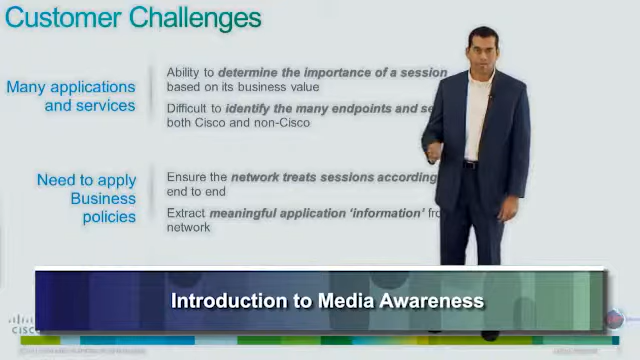 Customer Challenges
Many applications
and services
Ability to determine the importance of a session
based on its business value
Difficult to identify the many endpoints and
both Cisco and non-Cisco
Need to apply
Business
policies
Ensure the network treats sessions according
end to end
Extract meaningful application 'information'
network
Introduction to Media Awareness
CISCO